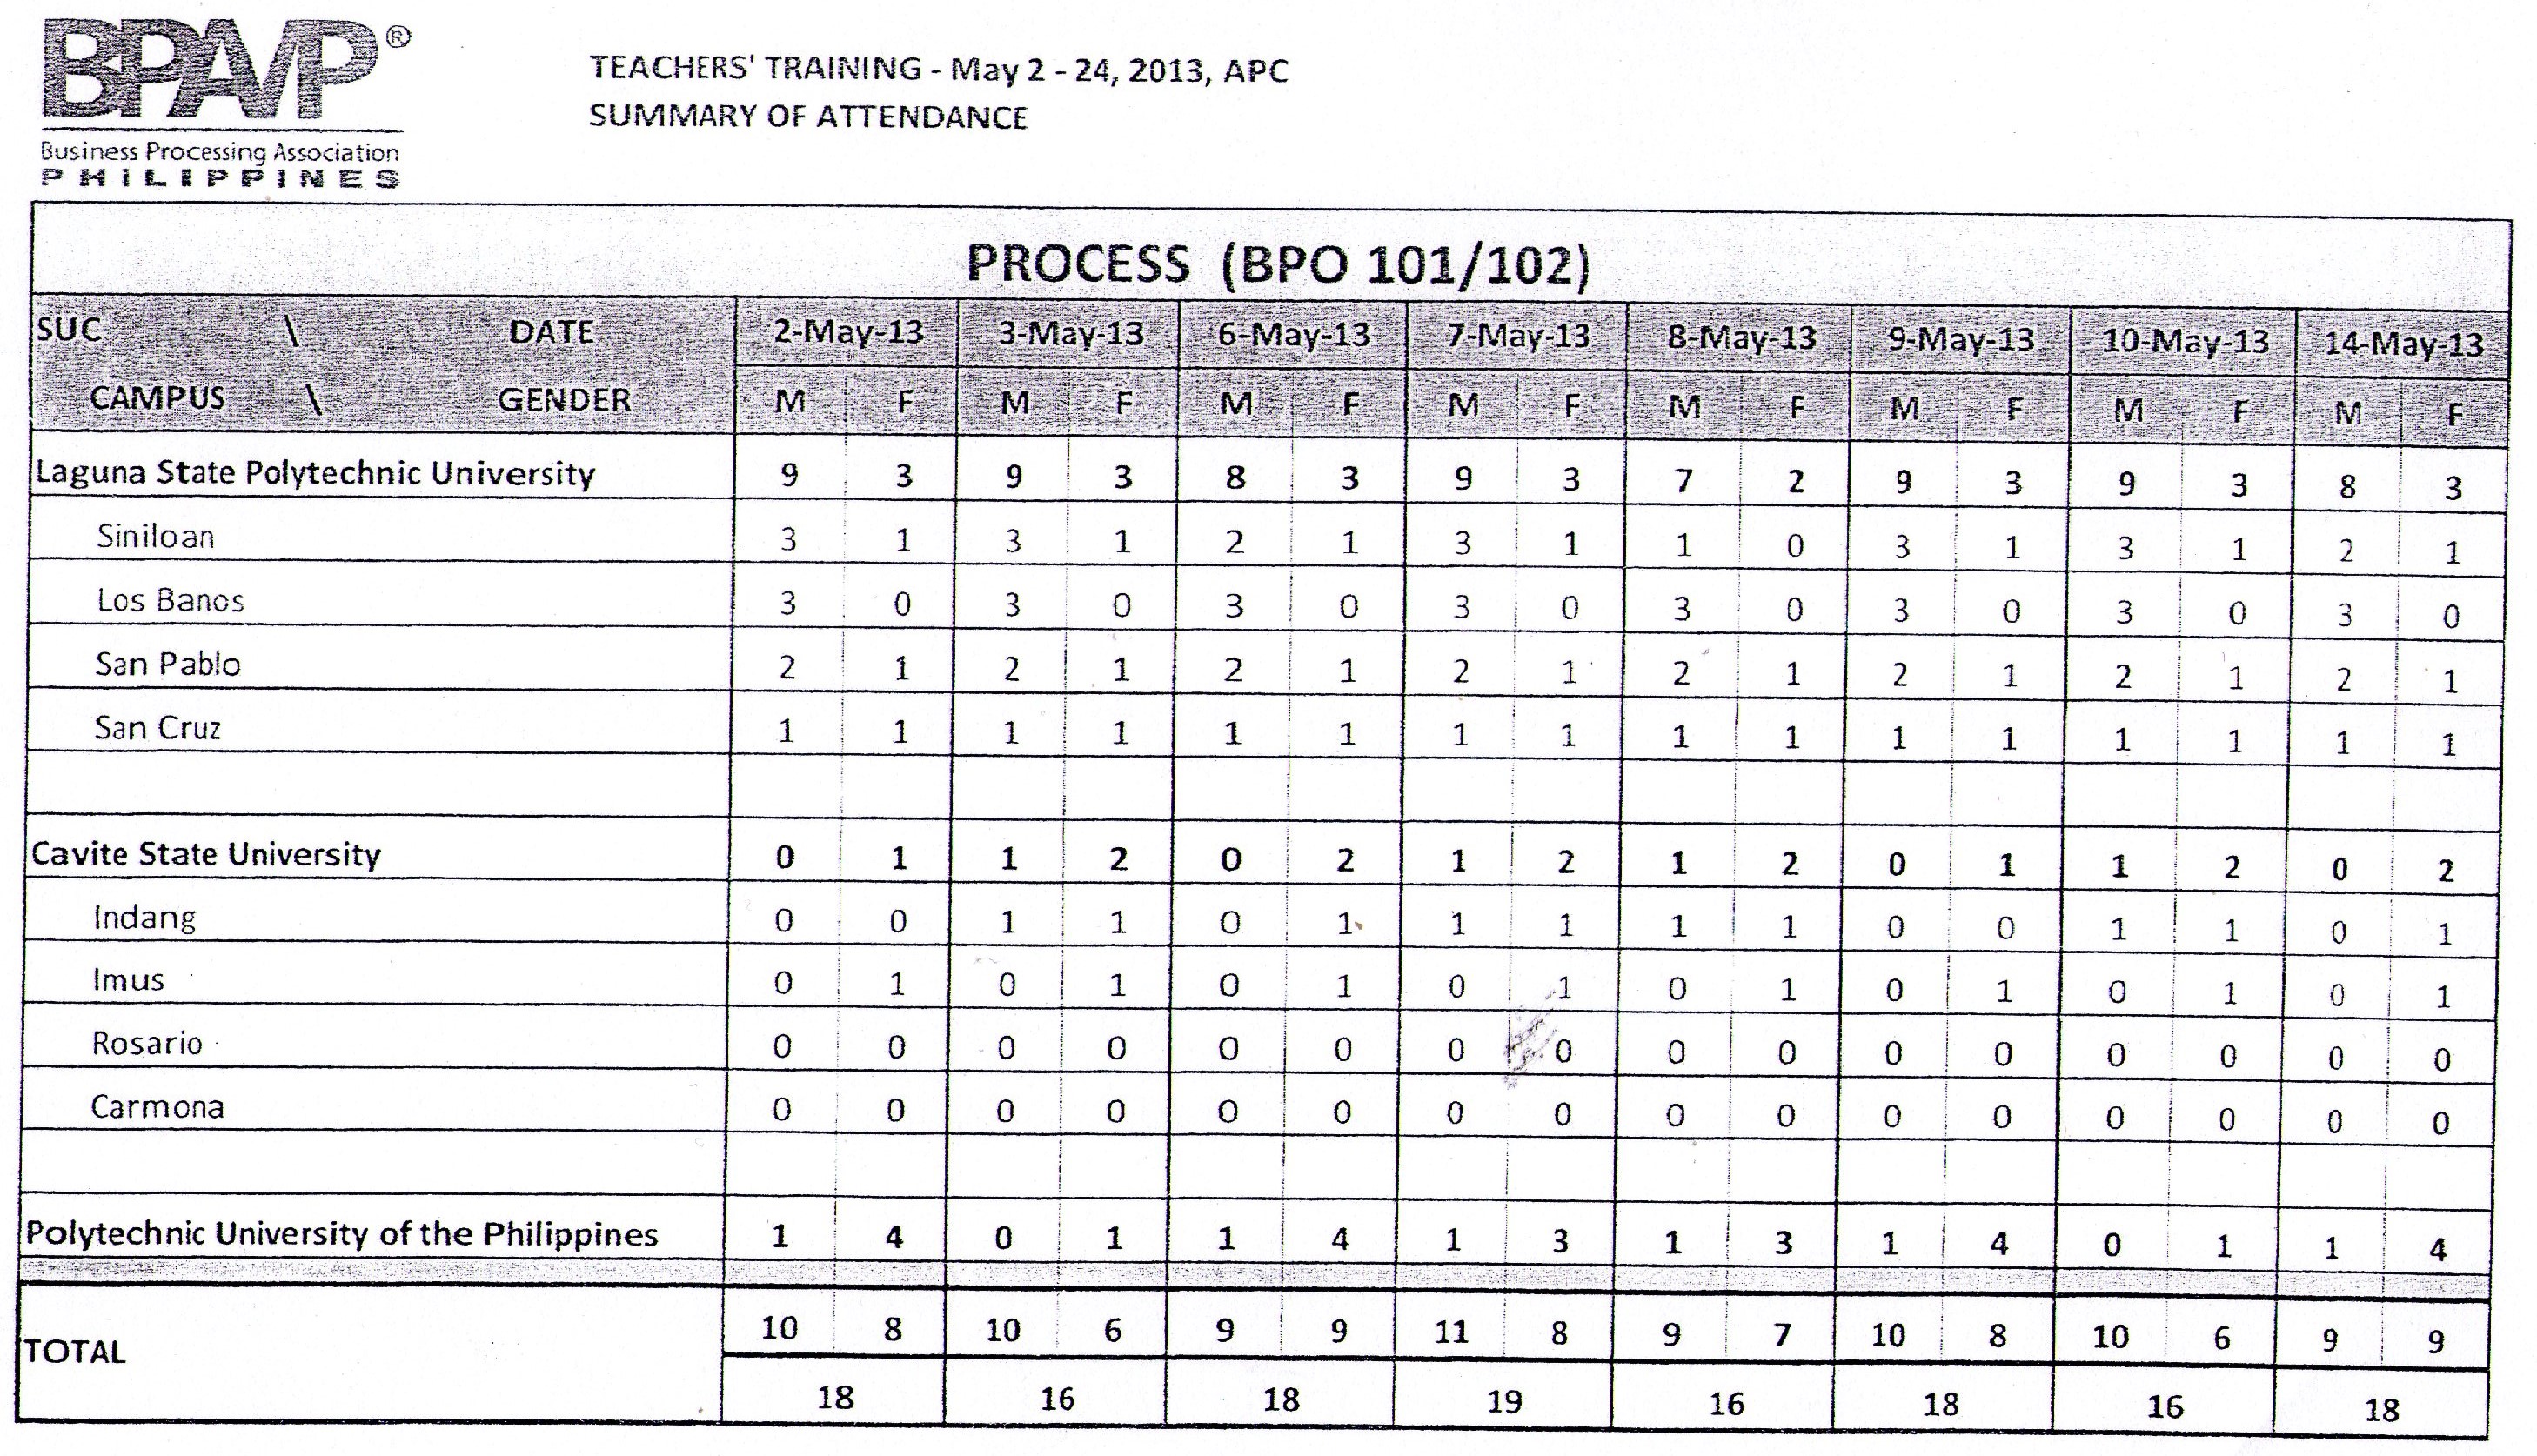 BPA/P®
Business Processing Association
PHILIPPINES
TEACHERS' TRAINING - May 2 - 24, 2013, APC
SUMMARY OF ATTENDANCE
PROCESS (BPO 101/102)
SUC \ DATE 2-May-13 3-May-13 6-May-13 7-May-13 8-May-13 9-May-13 10-May-13 14-May-13
CAMPUS \ GENDER M F M F M F M F M F M F M F M F
Laguna State Polytechnic University 9 3 9 3 8 3 9 3 7 2 9 3 9 3 8 3
Siniloan 3 1 3 1 2 1 3 1 1 0 3 1 3 1 2 1
Los Banos 3 0 3 0 3 0 3 0 3 0 3 0 3 0 3 0
San Pablo 2 1 2 1 2 1 2 1 2 1 2 1 2 1 2 1
San Cruz 1 1 1 1 1 1 1 1 1 1 1 1 1 1 1 1
Cavite State University 0 1 1 2 0 2 1 2 1 2 0 1 1 2 0 2
Indang 0 0 1 1 0 1 1 1 1 1 0 0 1 1 0 1
Imus 0 1 0 1 0 1 0 1 0 1 0 1 0 1 0 1
Rosario 0 0 0 0 0 0 0 0 0 0 0 0 0 0 0 0
Carmona 0 0 0 0 0 0 0 0 0 0 0 0 0 0 0 0
Polytechnic University of the Philippines 1 4 0 1 1 4 1 3 1 3 1 4 0 1 1 4
TOTAL 10 8 10 6 9 9 11 8 9 7 10 8 10 6 9 9
18 16 18 19 16 18 16 18